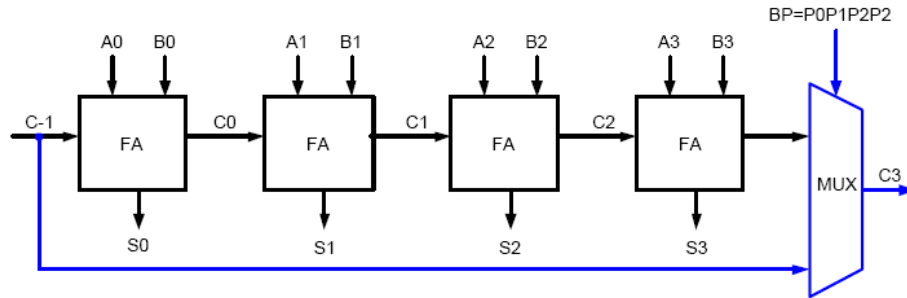 BP=P0P1P2P2
A0 B0 A1 B1 A2 B2 A3 B3
C-1 FA C0 FA C1 FA C2 FA
MUX C3
S0 S1 S2 S3